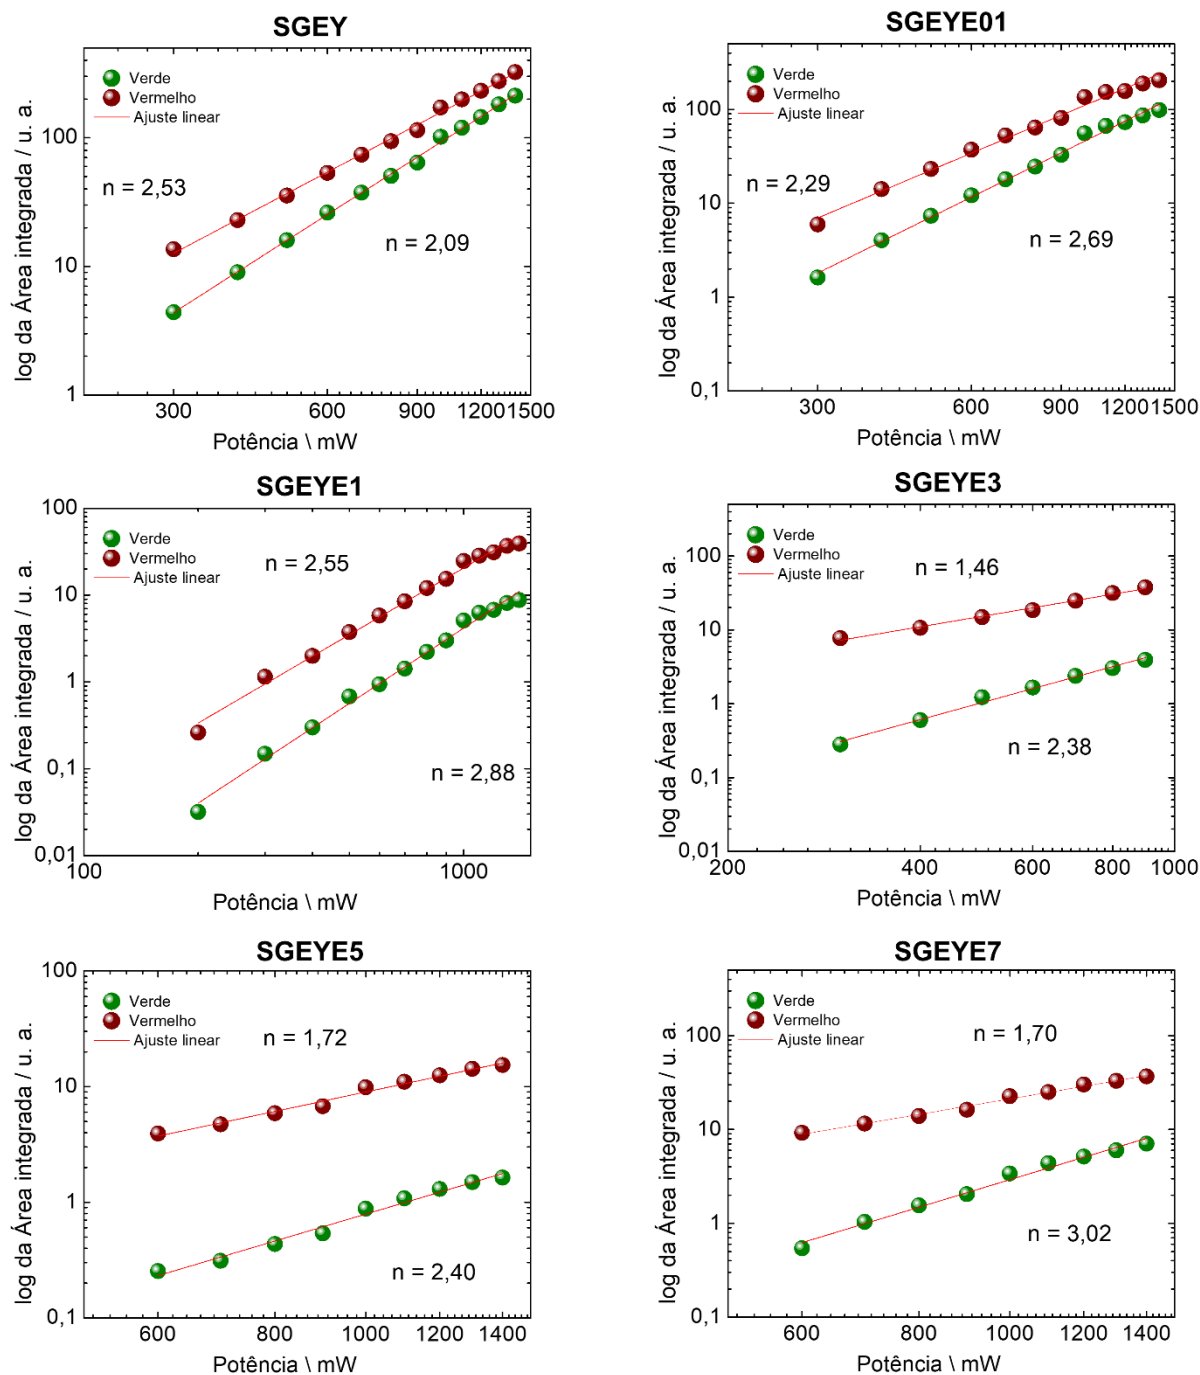 SGEY
Verde
Vermelho
Ajuste linear
n = 2,53
n = 2,09
log da Área integrada / u. a.
100
10
1
300 600 900 1200 1500
Potência \ mW
SGEYE01
Verde
Vermelho
Ajuste linear
n = 2,29
n = 2,69
log da Área integrada / u. a.
100
10
1
0,1
300 600 900 1200 1500
Potência \ mW
SGEYE1
Verde
Vermelho
Ajuste linear
n = 2,55
n = 2,88
log da Área integrada / u. a.
100
10
1
0,1
0,01
100 1000
Potência \ mW
SGEYE3
Verde
Vermelho
Ajuste linear
n = 1,46
n = 2,38
log da Área integrada / u. a.
100
10
1
0,1
0,01
200 400 600 800 1000
Potência \ mW
SGEYE5
Verde
Vermelho
Ajuste linear
n = 1,72
n = 2,40
log da Área integrada / u. a.
100
10
1
0,1
600 800 1000 1200 1400
Potência \ mW
SGEYE7
Verde
Vermelho
Ajuste linear
n = 1,70
n = 3,02
log da Área integrada / u. a.
100
10
1
0,1
600 800 1000 1200 1400
Potência \ mW